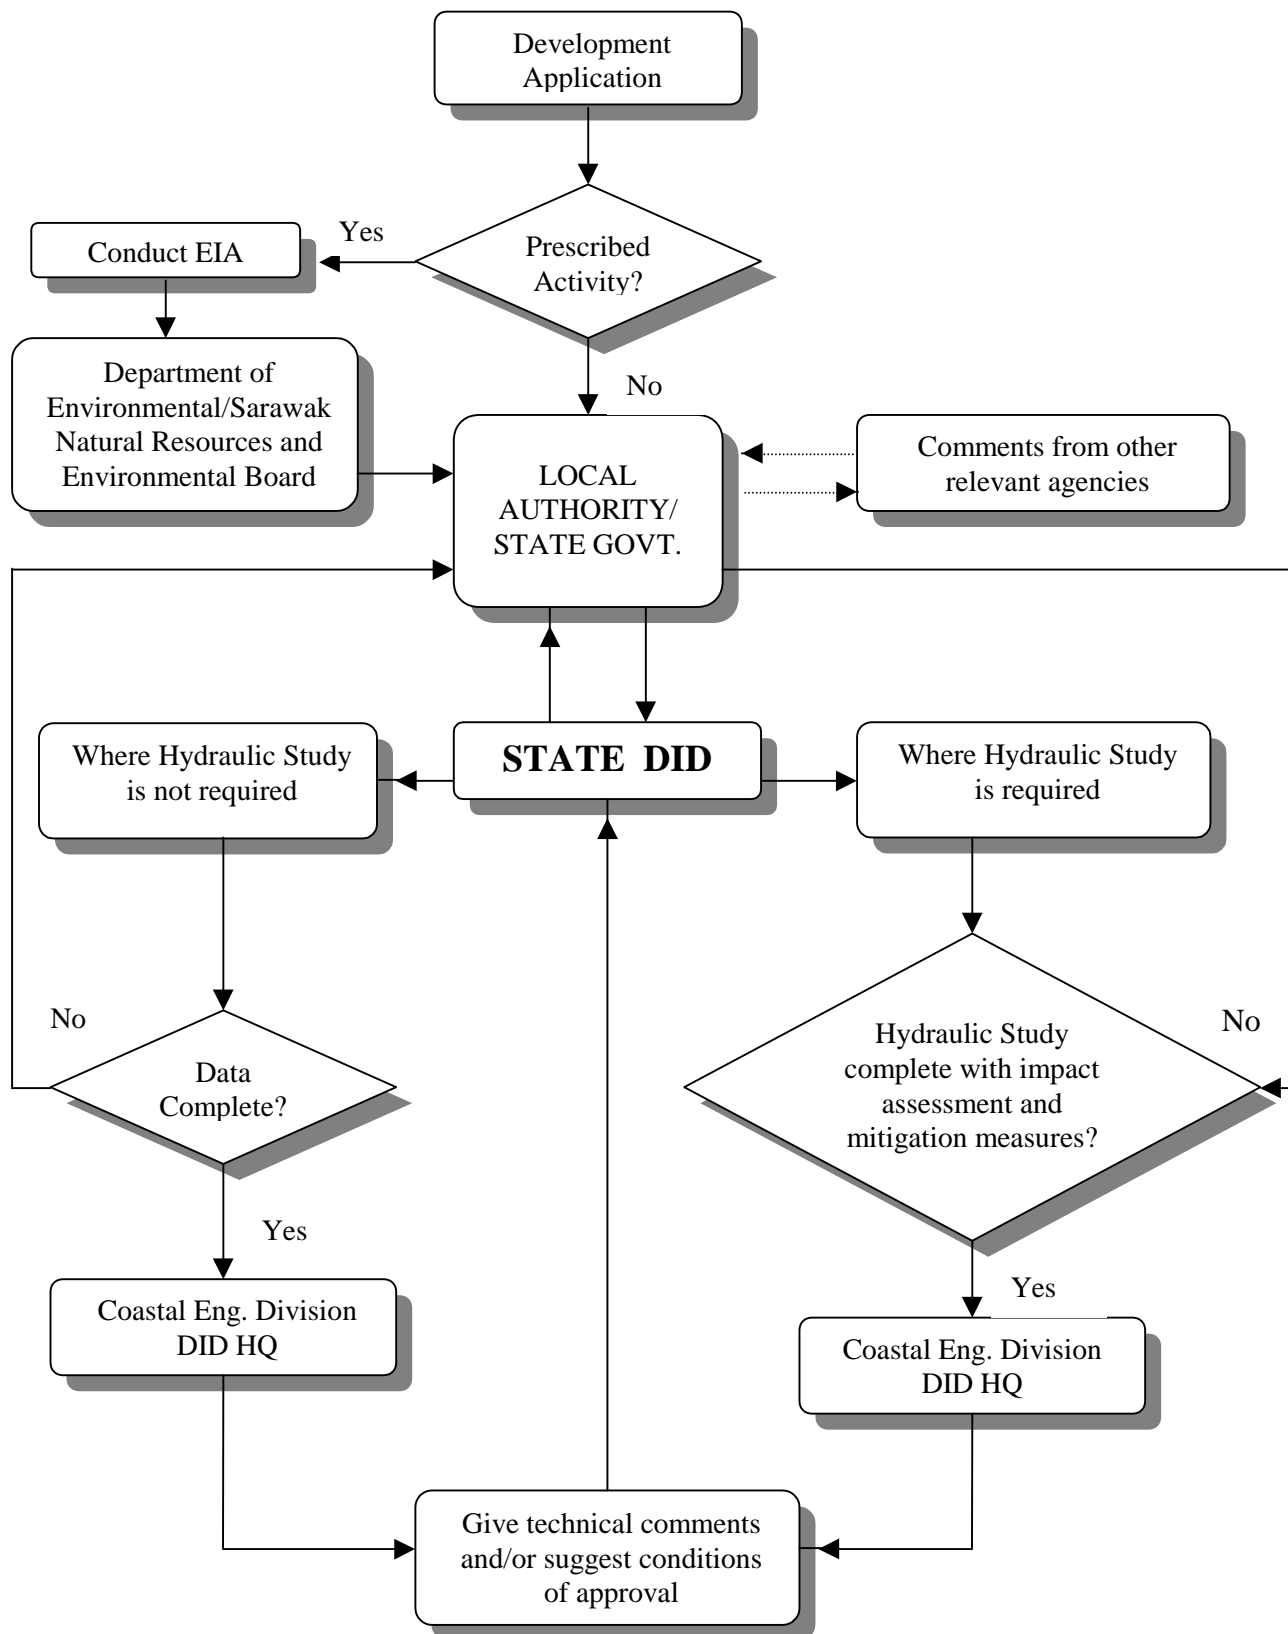 Development
Application
Yes
Conduct EIA
Prescribed
Activity?
No
Department of
Environmental/Sarawak
Natural Resources and
Environmental Board
LOCAL
AUTHORITY/
STATE GOVT.
Comments from other
relevant agencies
Where Hydraulic Study
is not required
STATE DID
Where Hydraulic Study
is required
No
Data
Complete?
Hydraulic Study
complete with impact
assessment and
mitigation measures?
No
Yes
Yes
Coastal Eng. Division
DID HQ
Coastal Eng. Division
DID HQ
Give technical comments
and/or suggest conditions
of approval